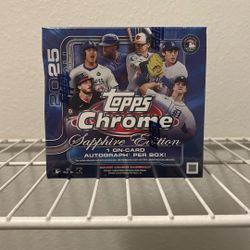 2025
Topps
Chrome
Sapphire Edition
1 ON-CARD
AUTOGRAPH PER BOX!